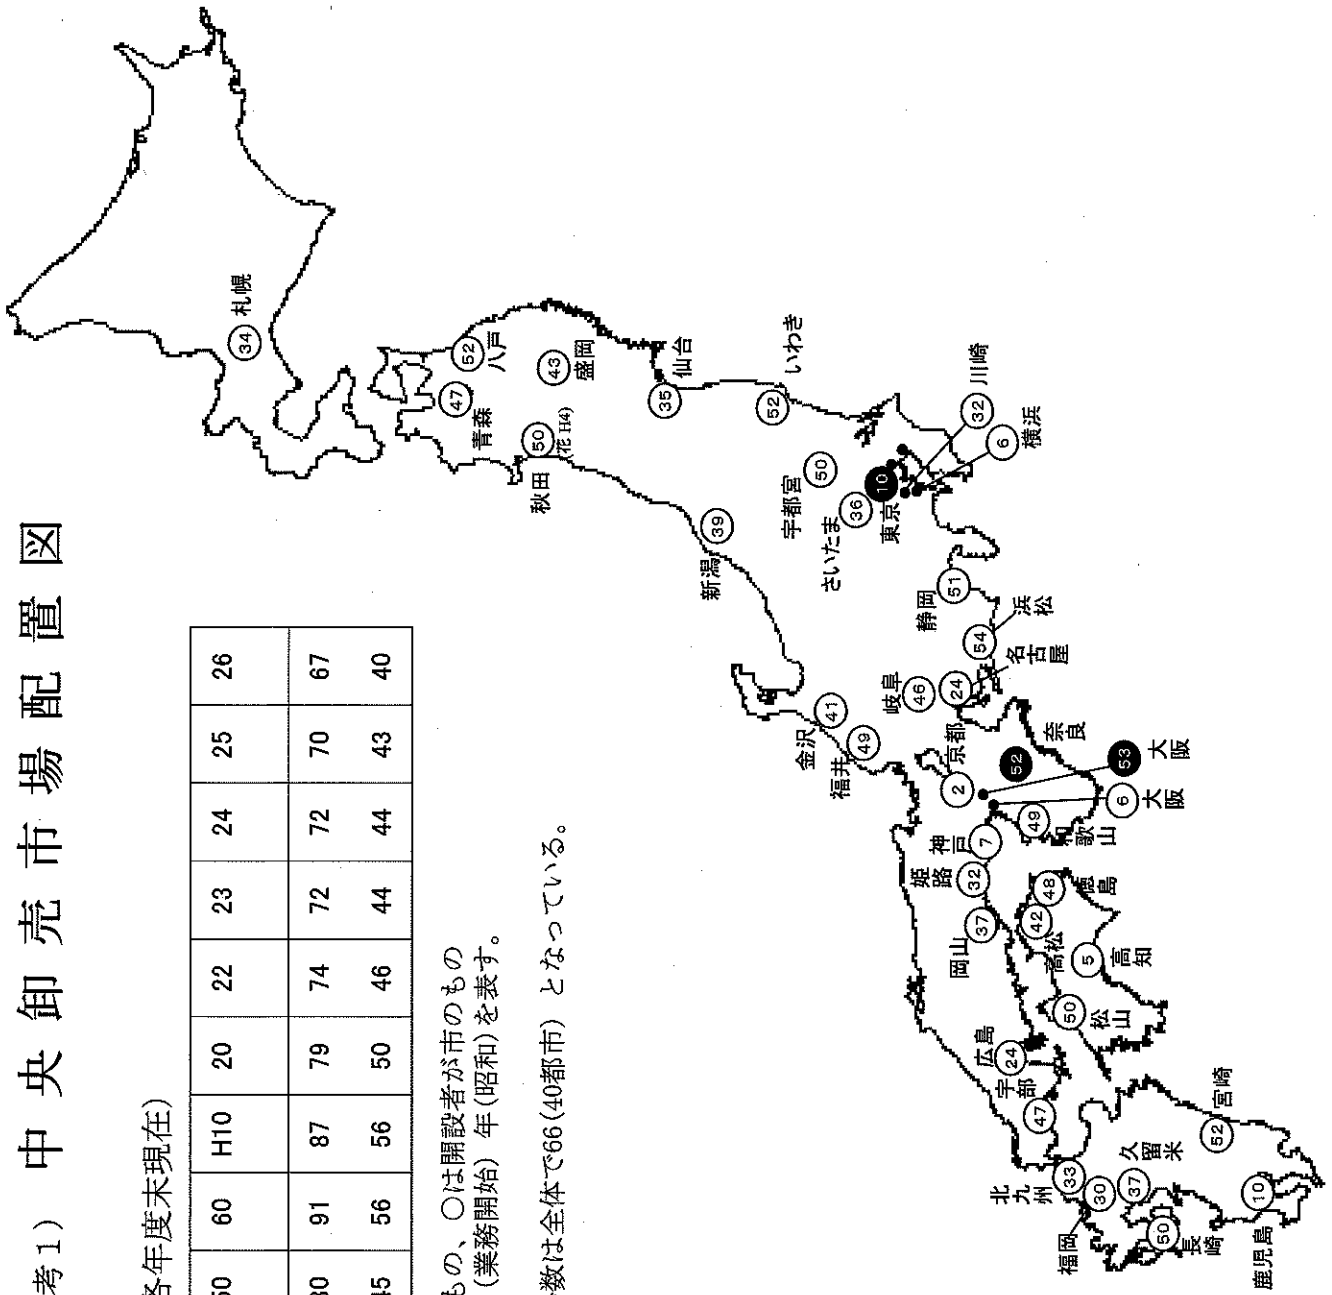 考1） 中央卸売市場配置図
各年度末現在)
60 H10 20 22 23 24 25 26
91 87 79 74 72 72 70 67
56 56 50 46 44 44 43 40
もの、○は開設者が市のもの
(業務開始) 年(昭和)を表す。
数は全体で66(40都市) となっている。
34 札幌
47 青森
52 八戸
50 秋田
花 H4)
43 盛岡
35 仙台
52 いわき
39 新潟
50 宇都宮
36 さいたま
10 東京
32 川崎
6 横浜
41 金沢
49 福井
51 静岡
54 浜松
46 岐阜
24 名古屋
2 京都
52 奈良
53 大阪
6 大阪
49 和歌山
7 神戸
32 姫路
37 岡山
48 徳島
42 高松
5 高知
50 松山
24 広島
47 宇部
33 北九州
30 福岡
37 久留米
50 長崎
52 宮崎
10 鹿児島